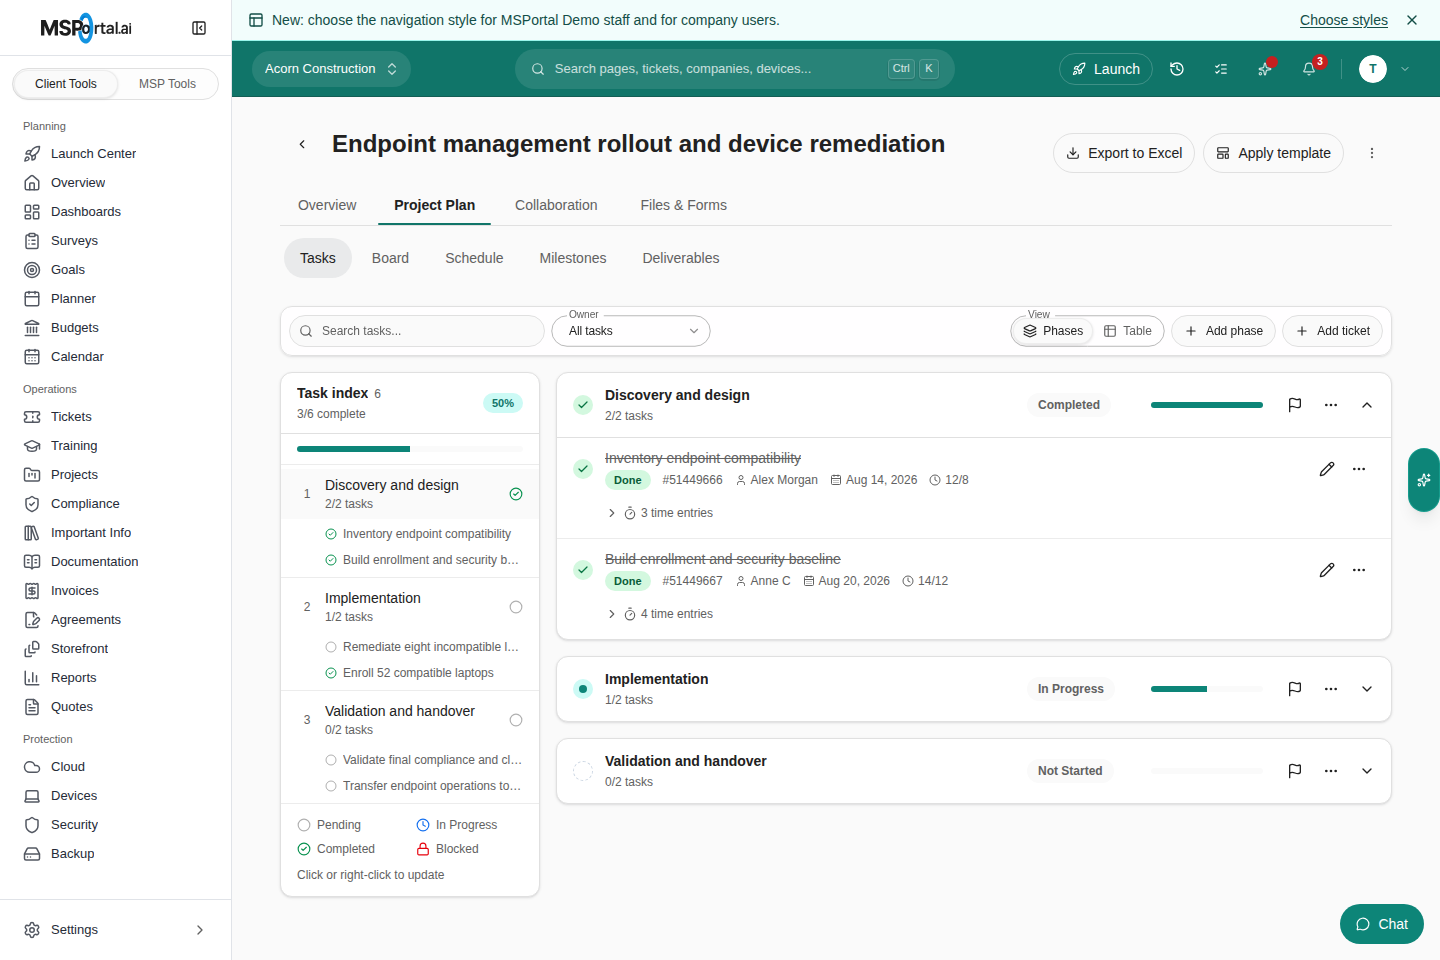 MSPortal.ai
New: choose the navigation style for MSPortal Demo staff and for company users.
Choose styles
Acorn Construction
Search pages, tickets, companies, devices...
Ctrl K
Launch
3
T
Client Tools
MSP Tools
Planning
Launch Center
Overview
Dashboards
Surveys
Goals
Planner
Budgets
Calendar
Operations
Tickets
Training
Projects
Compliance
Important Info
Documentation
Invoices
Agreements
Storefront
Reports
Quotes
Protection
Cloud
Devices
Security
Backup
Settings
Endpoint management rollout and device remediation
Export to Excel
Apply template
Overview
Project Plan
Collaboration
Files & Forms
Tasks
Board
Schedule
Milestones
Deliverables
Search tasks...
Owner
All tasks
View
Phases
Table
Add phase
Add ticket
Task index 6
3/6 complete
50%
1
Discovery and design
2/2 tasks
Inventory endpoint compatibility
Build enrollment and security b...
2
Implementation
1/2 tasks
Remediate eight incompatible l...
Enroll 52 compatible laptops
3
Validation and handover
0/2 tasks
Validate final compliance and cl...
Transfer endpoint operations to...
Pending
In Progress
Completed
Blocked
Click or right-click to update
Discovery and design
2/2 tasks
Completed
Inventory endpoint compatibility
Done #51449666 Alex Morgan Aug 14, 2026 12/8
3 time entries
Build enrollment and security baseline
Done #51449667 Anne C Aug 20, 2026 14/12
4 time entries
Implementation
1/2 tasks
In Progress
Validation and handover
0/2 tasks
Not Started
Chat